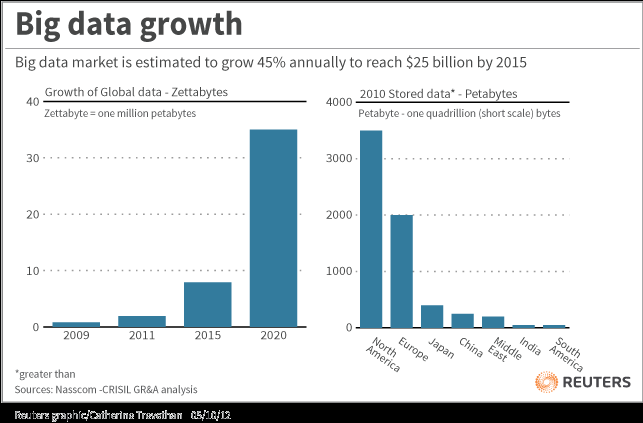 Big data growth
Big data market is estimated to grow 45% annually to reach $25 billion by 2015
Growth of Global data - Zettabytes
40
Zettabyte = one million petabytes
30
20
10
0
2009 2011 2015 2020
2010 Stored data* - Petabytes
4000
Petabyte - one quadrillion (short scale) bytes
3000
2000
1000
0
North America
Europe
Japan
China
Middle East
India
South America
*greater than
Sources: Nasscom -CRISIL GR&A analysis
REUTERS
Reuters graphic/Catherine Trevethan 05/10/12